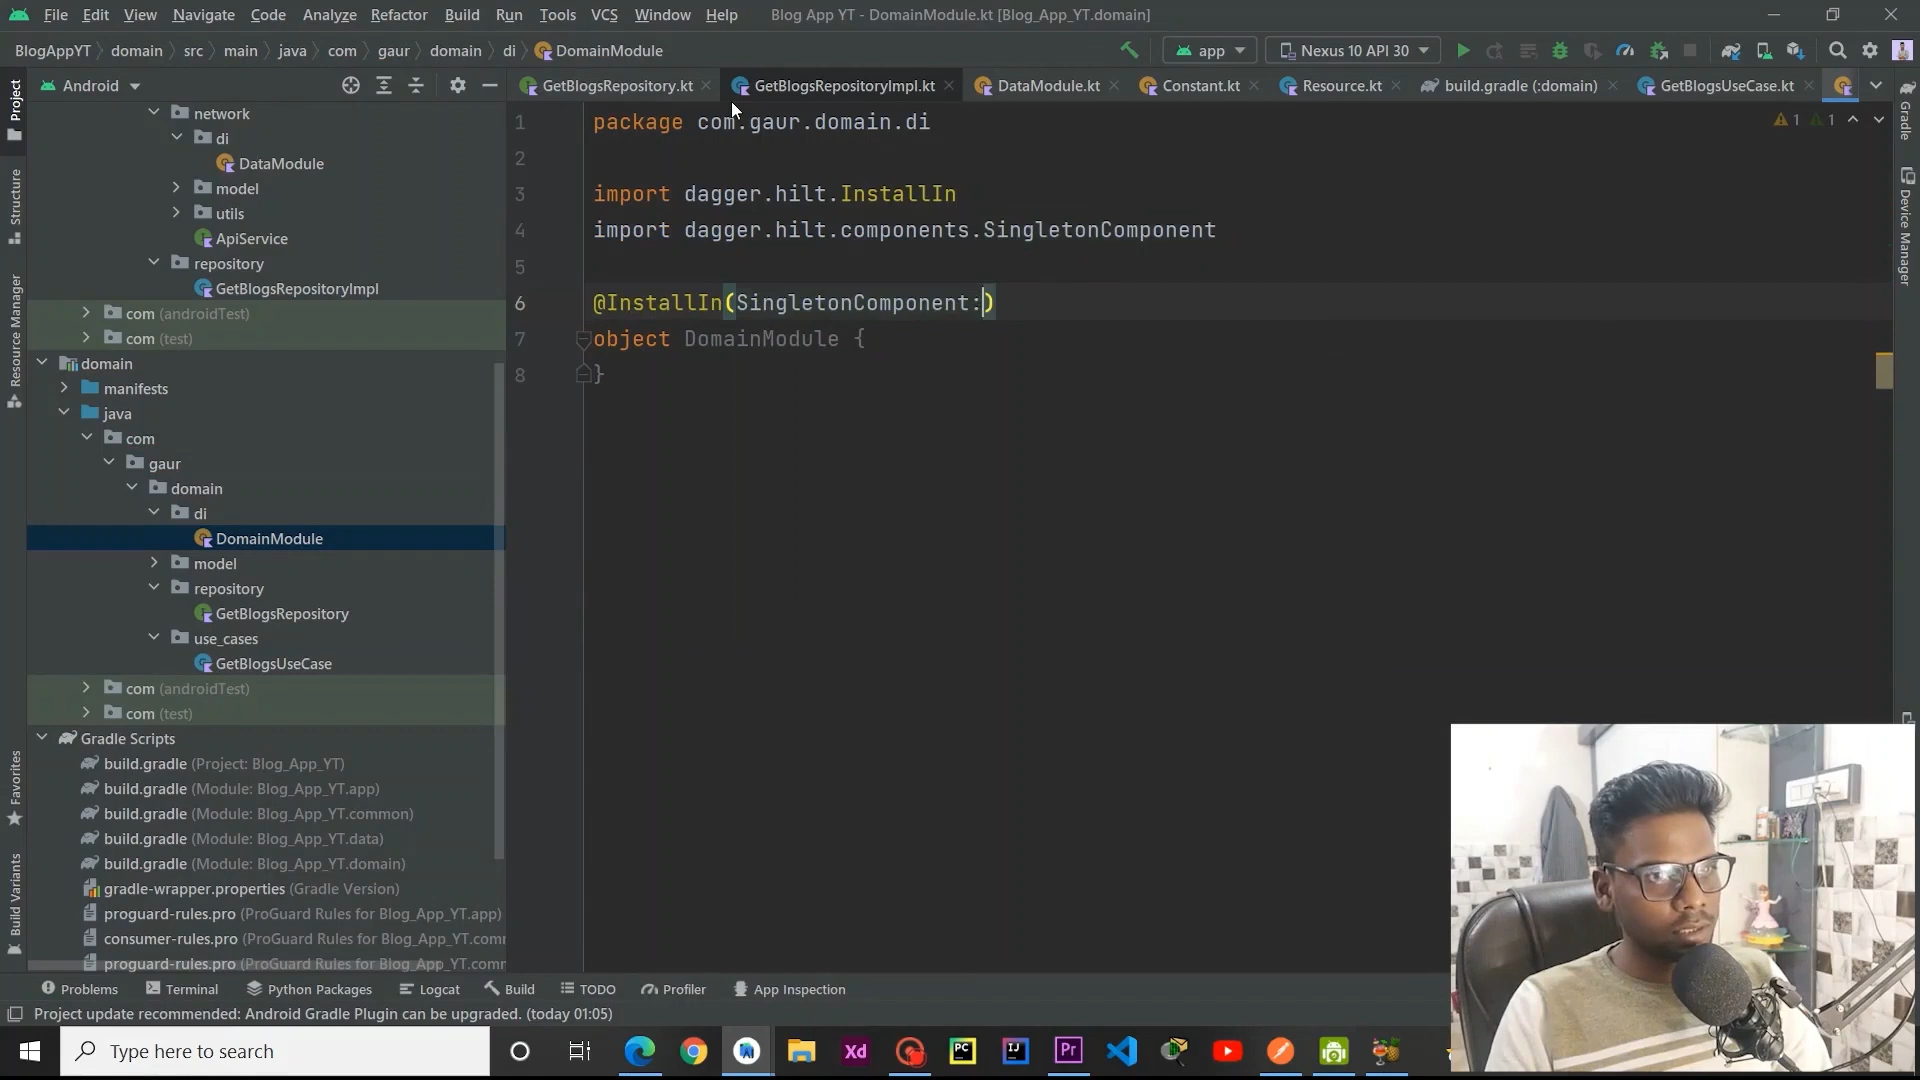 File Edit View Navigate Code Analyze Refactor Build Run Tools VCS Window Help Blog App YT - DomainModule.kt [Blog_App_YT.domain]
BlogAppYT domain src main java com gaur domain di DomainModule app Nexus 10 API 30
Android GetBlogsRepository.kt GetBlogsRepositoryImpl.kt DataModule.kt Constant.kt Resource.kt build.gradle (:domain) GetBlogsUseCase.kt
Project
Structure
Resource Manager
Favorites
Build Variants
network
di
DataModule
model
utils
ApiService
repository
GetBlogsRepositoryImpl
com (androidTest)
com (test)
domain
manifests
java
com
gaur
domain
di
DomainModule
model
repository
GetBlogsRepository
use_cases
GetBlogsUseCase
com (androidTest)
com (test)
Gradle Scripts
build.gradle (Project: Blog_App_YT)
build.gradle (Module: Blog_App_YT.app)
build.gradle (Module: Blog_App_YT.common)
build.gradle (Module: Blog_App_YT.data)
build.gradle (Module: Blog_App_YT.domain)
gradle-wrapper.properties (Gradle Version)
proguard-rules.pro (ProGuard Rules for Blog_App_YT.app)
consumer-rules.pro (ProGuard Rules for Blog_App_YT.comm
proguard-rules.pro (ProGuard Rules for Blog_App_YT.comm
1 package com.gaur.domain.di
2
3 import dagger.hilt.InstallIn
4 import dagger.hilt.components.SingletonComponent
5
6 @InstallIn(SingletonComponent:)
7 object DomainModule {
8 }
1 1
Gradle
Device Manager
Problems Terminal Python Packages Logcat Build TODO Profiler App Inspection
Project update recommended: Android Gradle Plugin can be upgraded. (today 01:05)
Type here to search
Xd
PC
IJ
Pr